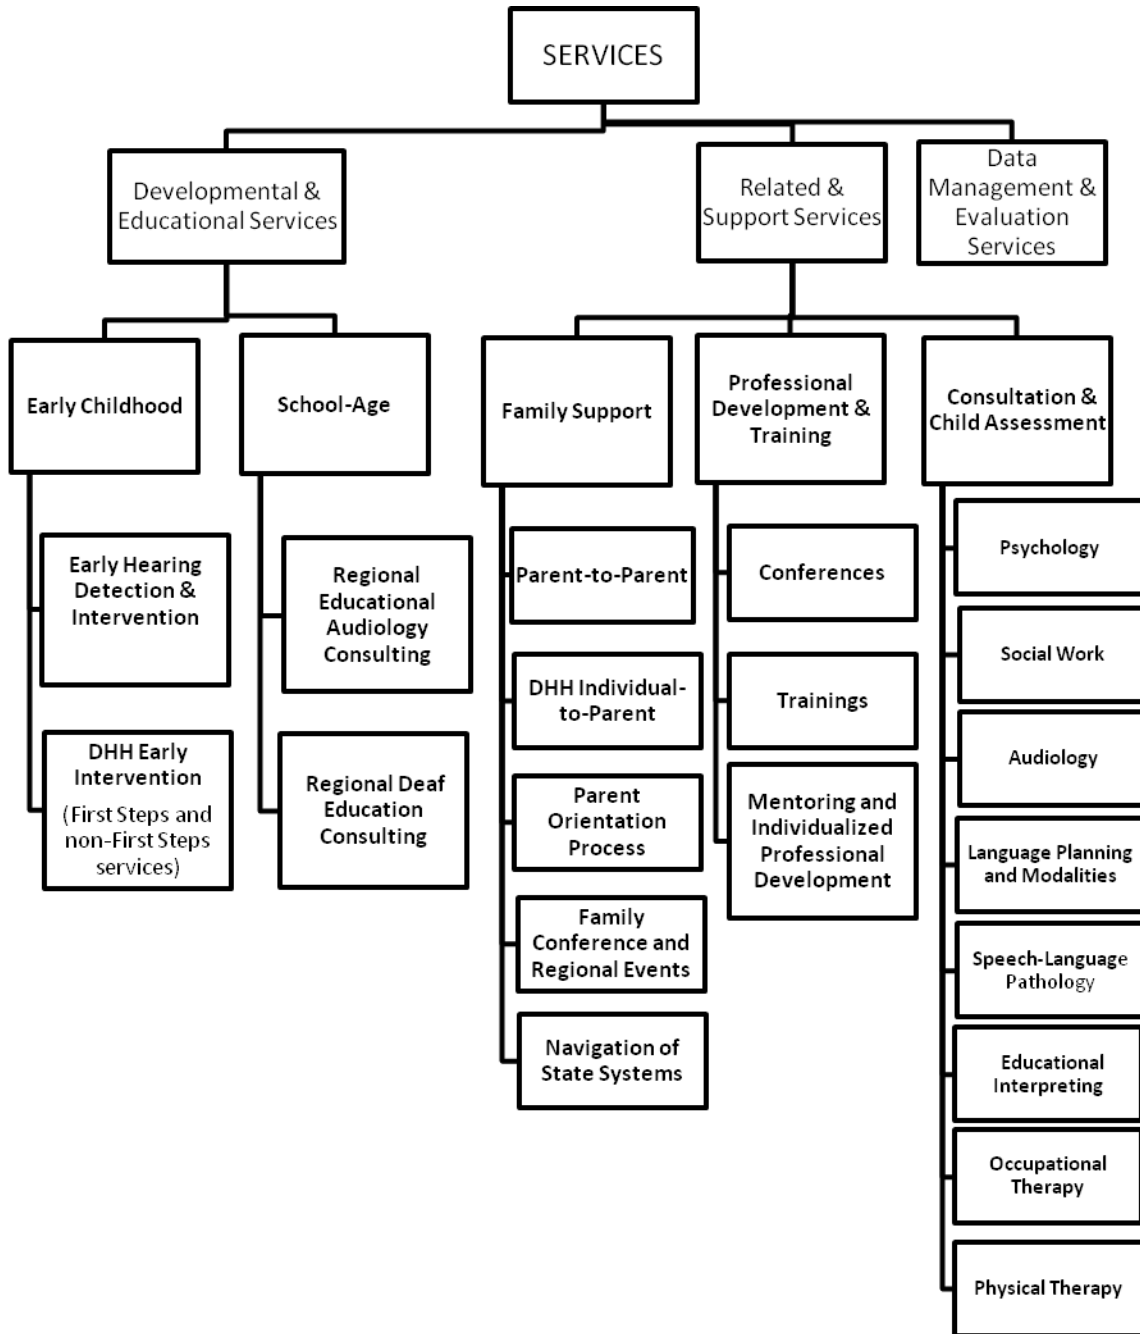 SERVICES
Developmental &
Educational Services
Related &
Support Services
Data
Management &
Evaluation
Services
Early Childhood
School-Age
Family Support
Professional
Development &
Training
Consultation &
Child Assessment
Early Hearing
Detection &
Intervention
DHH Early
Intervention
(First Steps and
non-First Steps
services)
Regional
Educational
Audiology
Consulting
Regional Deaf
Education
Consulting
Parent-to-Parent
DHH Individual-
to-Parent
Parent
Orientation
Process
Family
Conference and
Regional Events
Navigation of
State Systems
Conferences
Trainings
Mentoring and
Individualized
Professional
Development
Psychology
Social Work
Audiology
Language Planning
and Modalities
Speech-Language
Pathology
Educational
Interpreting
Occupational
Therapy
Physical Therapy